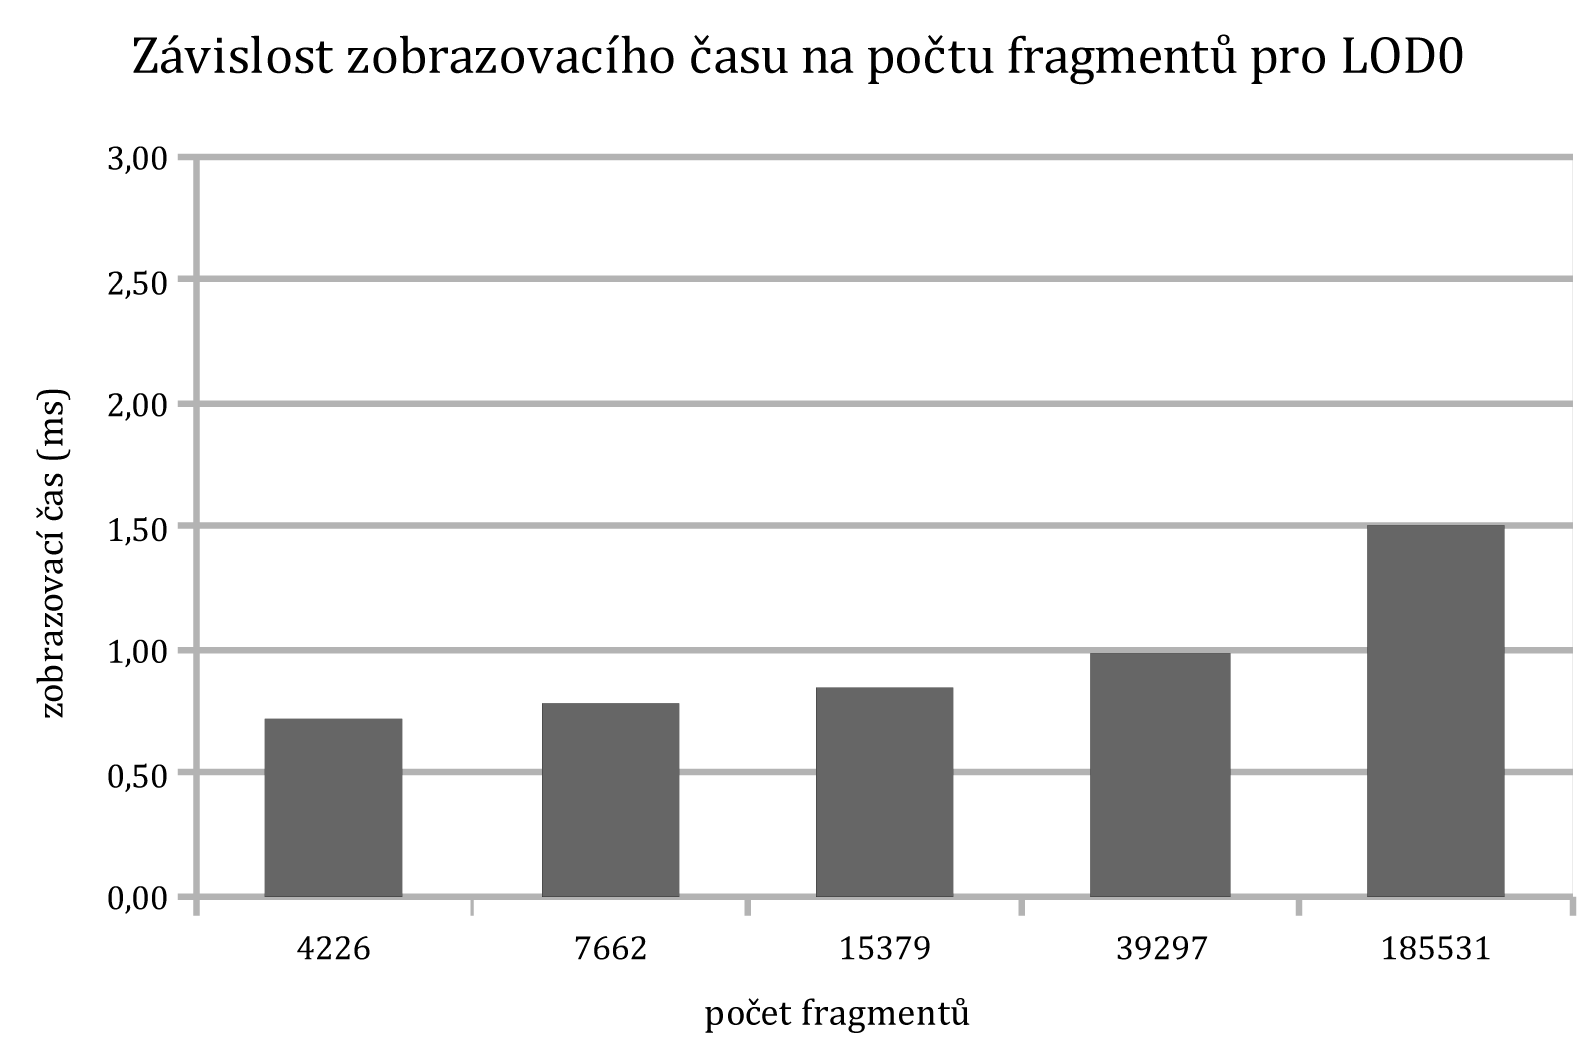 Závislost zobrazovacího času na počtu fragmentů pro LOD0
3,00
2,50
2,00
1,50
1,00
0,50
0,00
zobrazovací čas (ms)
4226 7662 15379 39297 185531
počet fragmentů